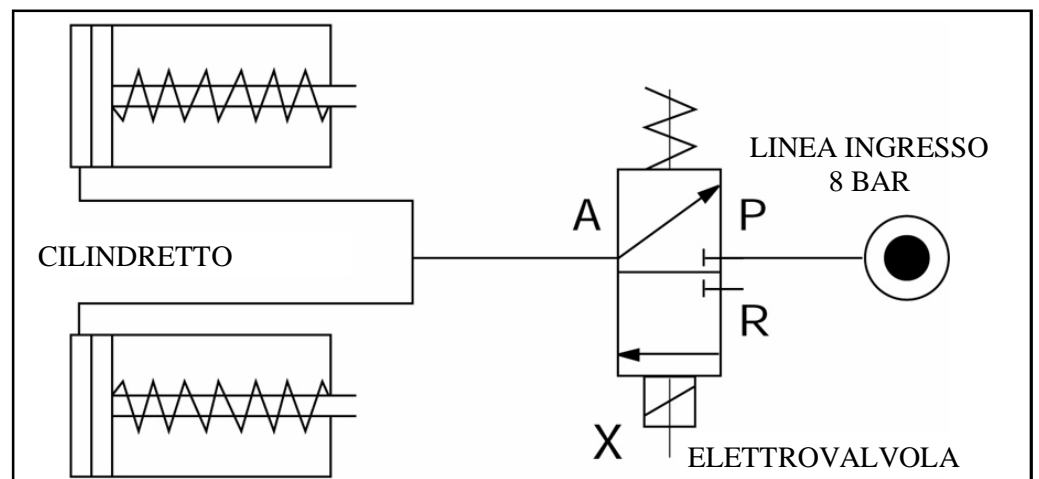 LINEA INGRESSO
8 BAR
A
P
CILINDRETTO
R
X
ELETTROVALVOLA